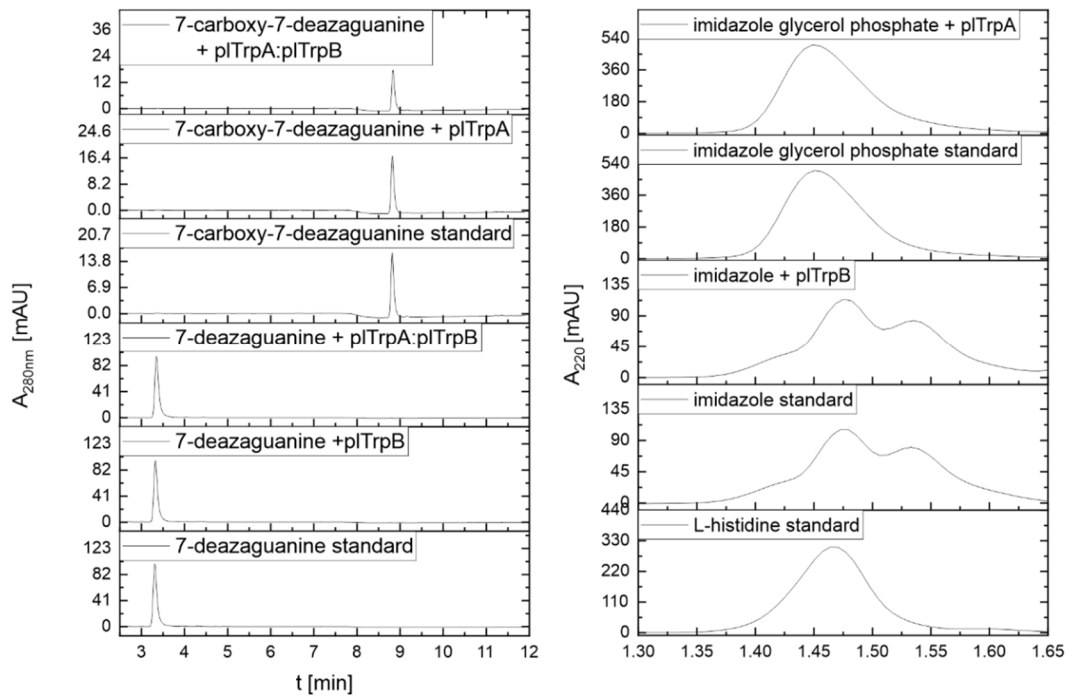 A280nm [mAU]
36
24
12
0
7-carboxy-7-deazaguanine
+ plTrpA:plTrpB
24.6
16.4
8.2
0.0
7-carboxy-7-deazaguanine + plTrpA
20.7
13.8
6.9
0.0
7-carboxy-7-deazaguanine standard
123
82
41
0
7-deazaguanine + plTrpA:plTrpB
123
82
41
0
7-deazaguanine +plTrpB
123
82
41
0
7-deazaguanine standard
3 4 5 6 7 8 9 10 11 12
t [min]
A220 [mAU]
540
360
180
0
imidazole glycerol phosphate + plTrpA
540
360
180
0
imidazole glycerol phosphate standard
135
90
45
0
imidazole + plTrpB
135
90
45
0
imidazole standard
440
330
220
110
0
L-histidine standard
1.30 1.35 1.40 1.45 1.50 1.55 1.60 1.65